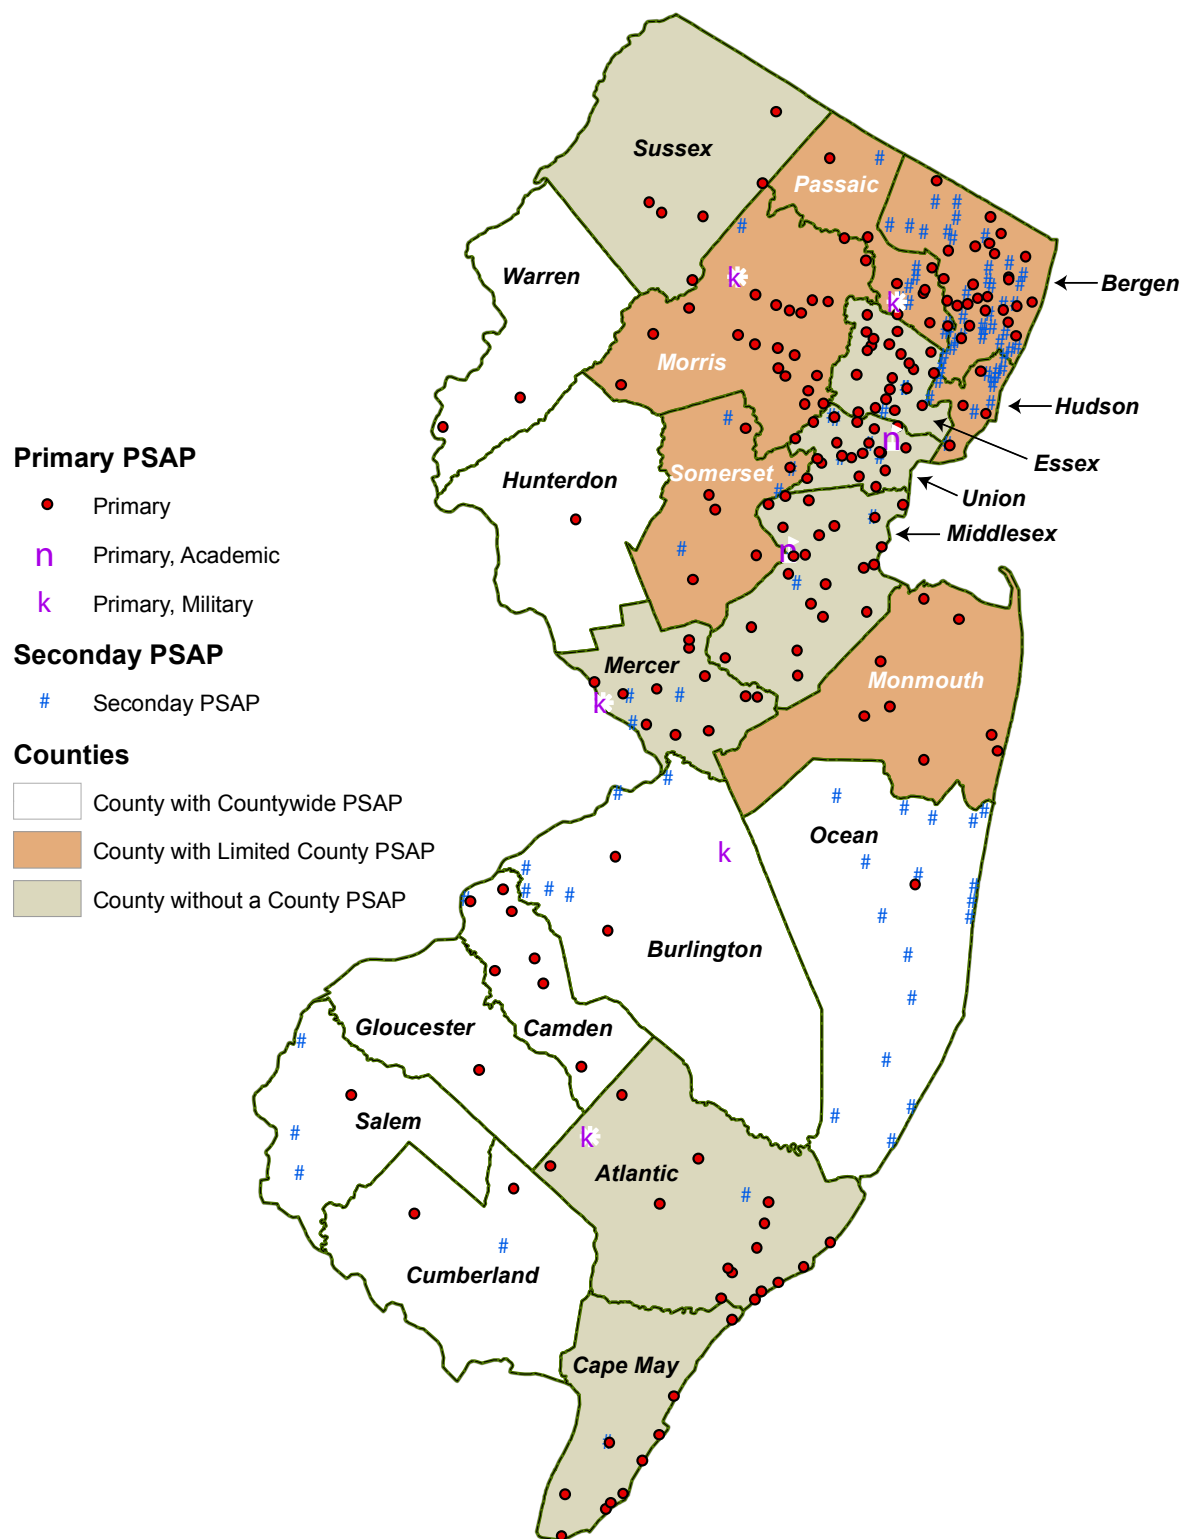 Sussex
Passaic
Warren
Bergen
Morris
Hudson
Primary PSAP
Essex
Hunterdon
Somerset
Union
Primary
Middlesex
n Primary, Academic
k Primary, Military
Seconday PSAP
Mercer
Monmouth
# Seconday PSAP
Counties
County with Countywide PSAP
Ocean
County with Limited County PSAP
County without a County PSAP
Burlington
Gloucester
Camden
Salem
Atlantic
Cumberland
Cape May